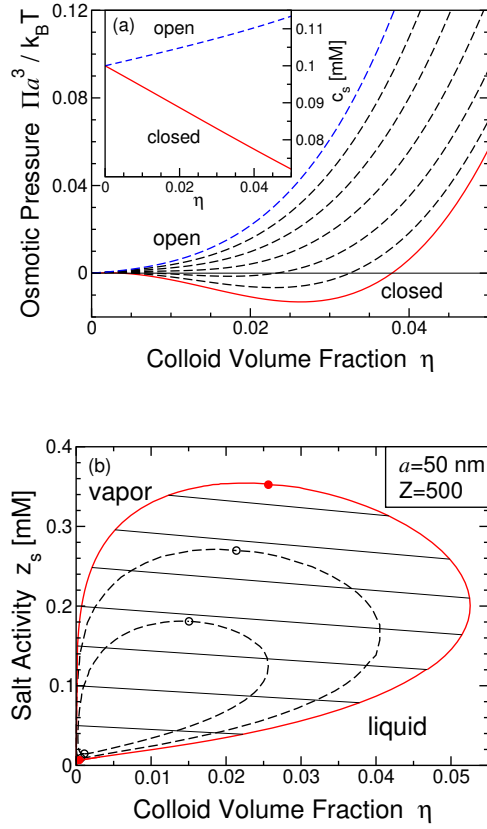 (a)
open
closed
0.11
0.1
0.09
0.08
c_s [mM]
0
0.02
0.04
η
0.12
0.08
0.04
0
Osmotic Pressure Πa³ / k_BT
open
closed
0
0.02
0.04
Colloid Volume Fraction η
(b)
vapor
a=50 nm
Z=500
0.4
0.3
0.2
0.1
0
Salt Activity z_s [mM]
liquid
0
0.01
0.02
0.03
0.04
0.05
Colloid Volume Fraction η